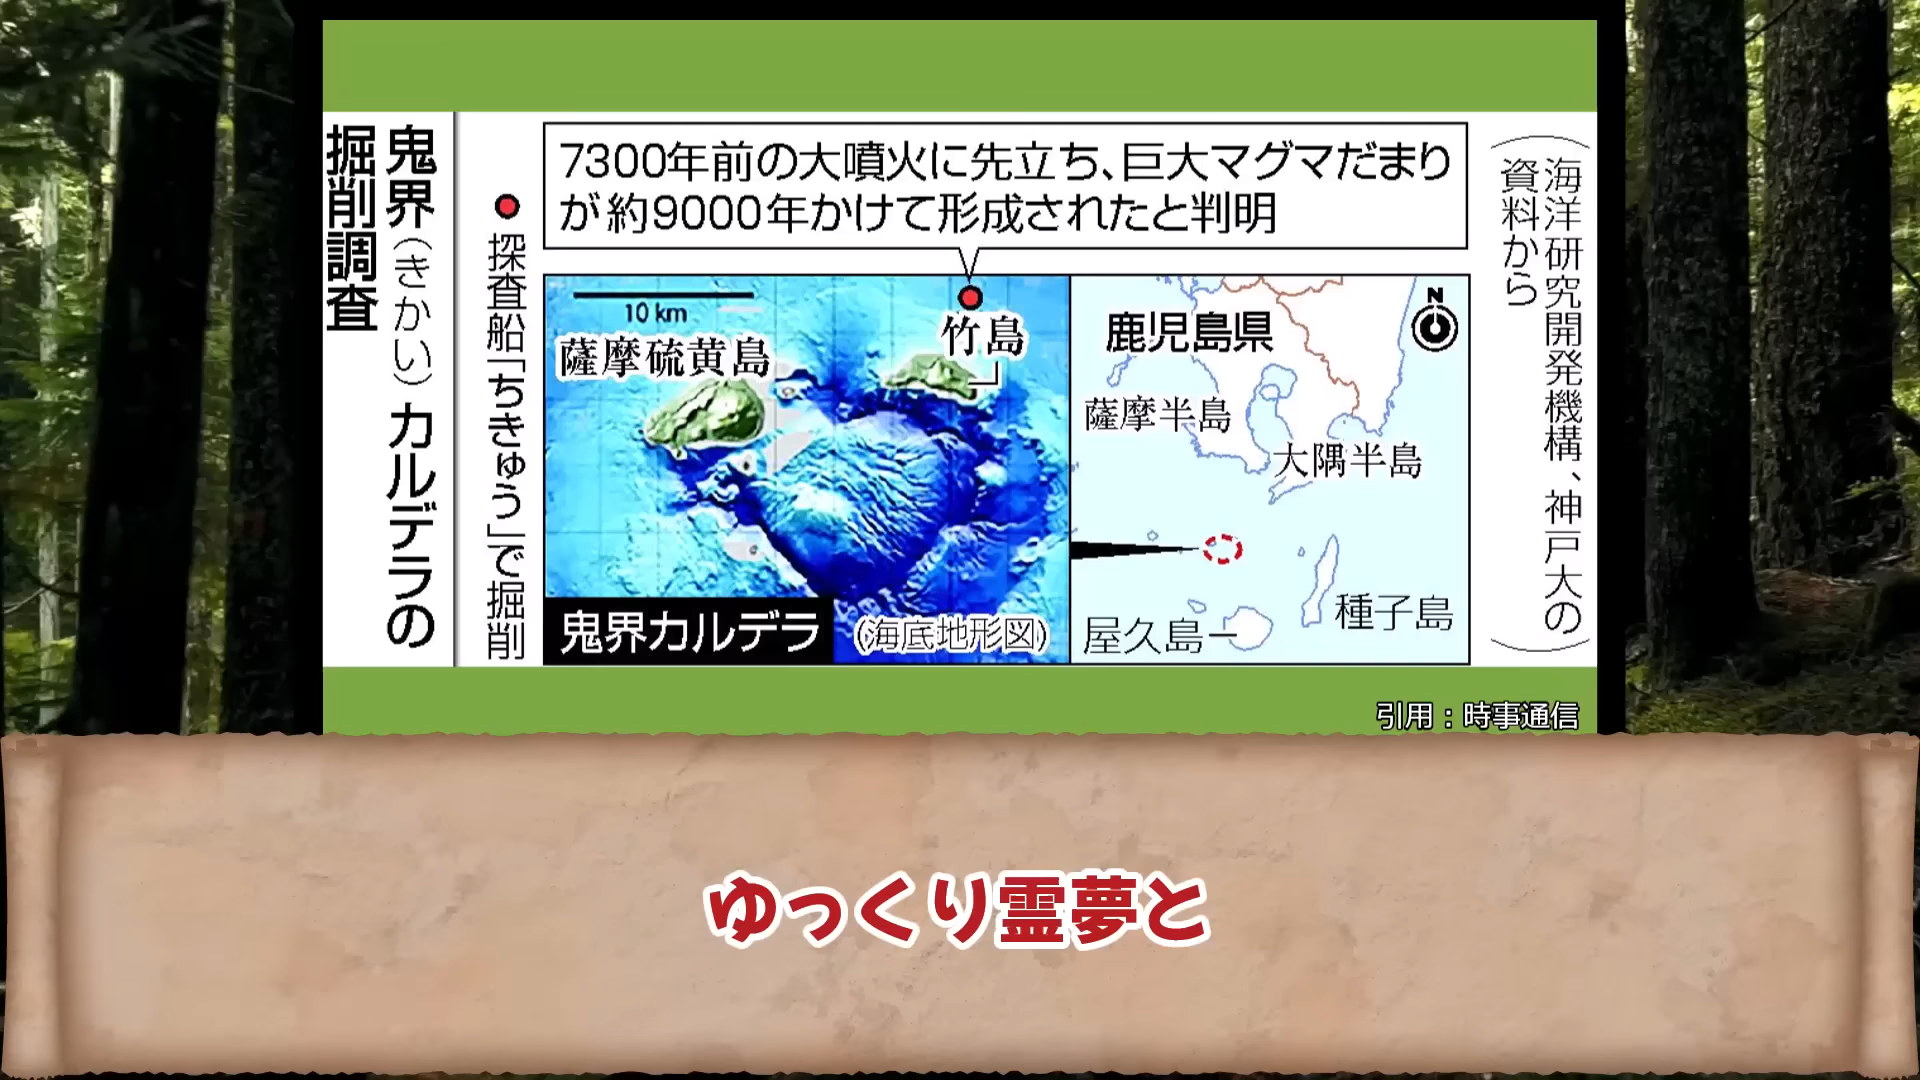 鬼界（きかい）カルデラの
掘削調査
●探査船「ちきゅう」で掘削
7300年前の大噴火に先立ち、巨大マグマだまり
が約9000年かけて形成されたと判明
10 km
薩摩硫黄島
竹島
鬼界カルデラ
（海底地形図）
N
鹿児島県
薩摩半島
大隅半島
種子島
屋久島
（海洋研究開発機構、神戸大の
資料から）
引用：時事通信
ゆっくり霊夢と